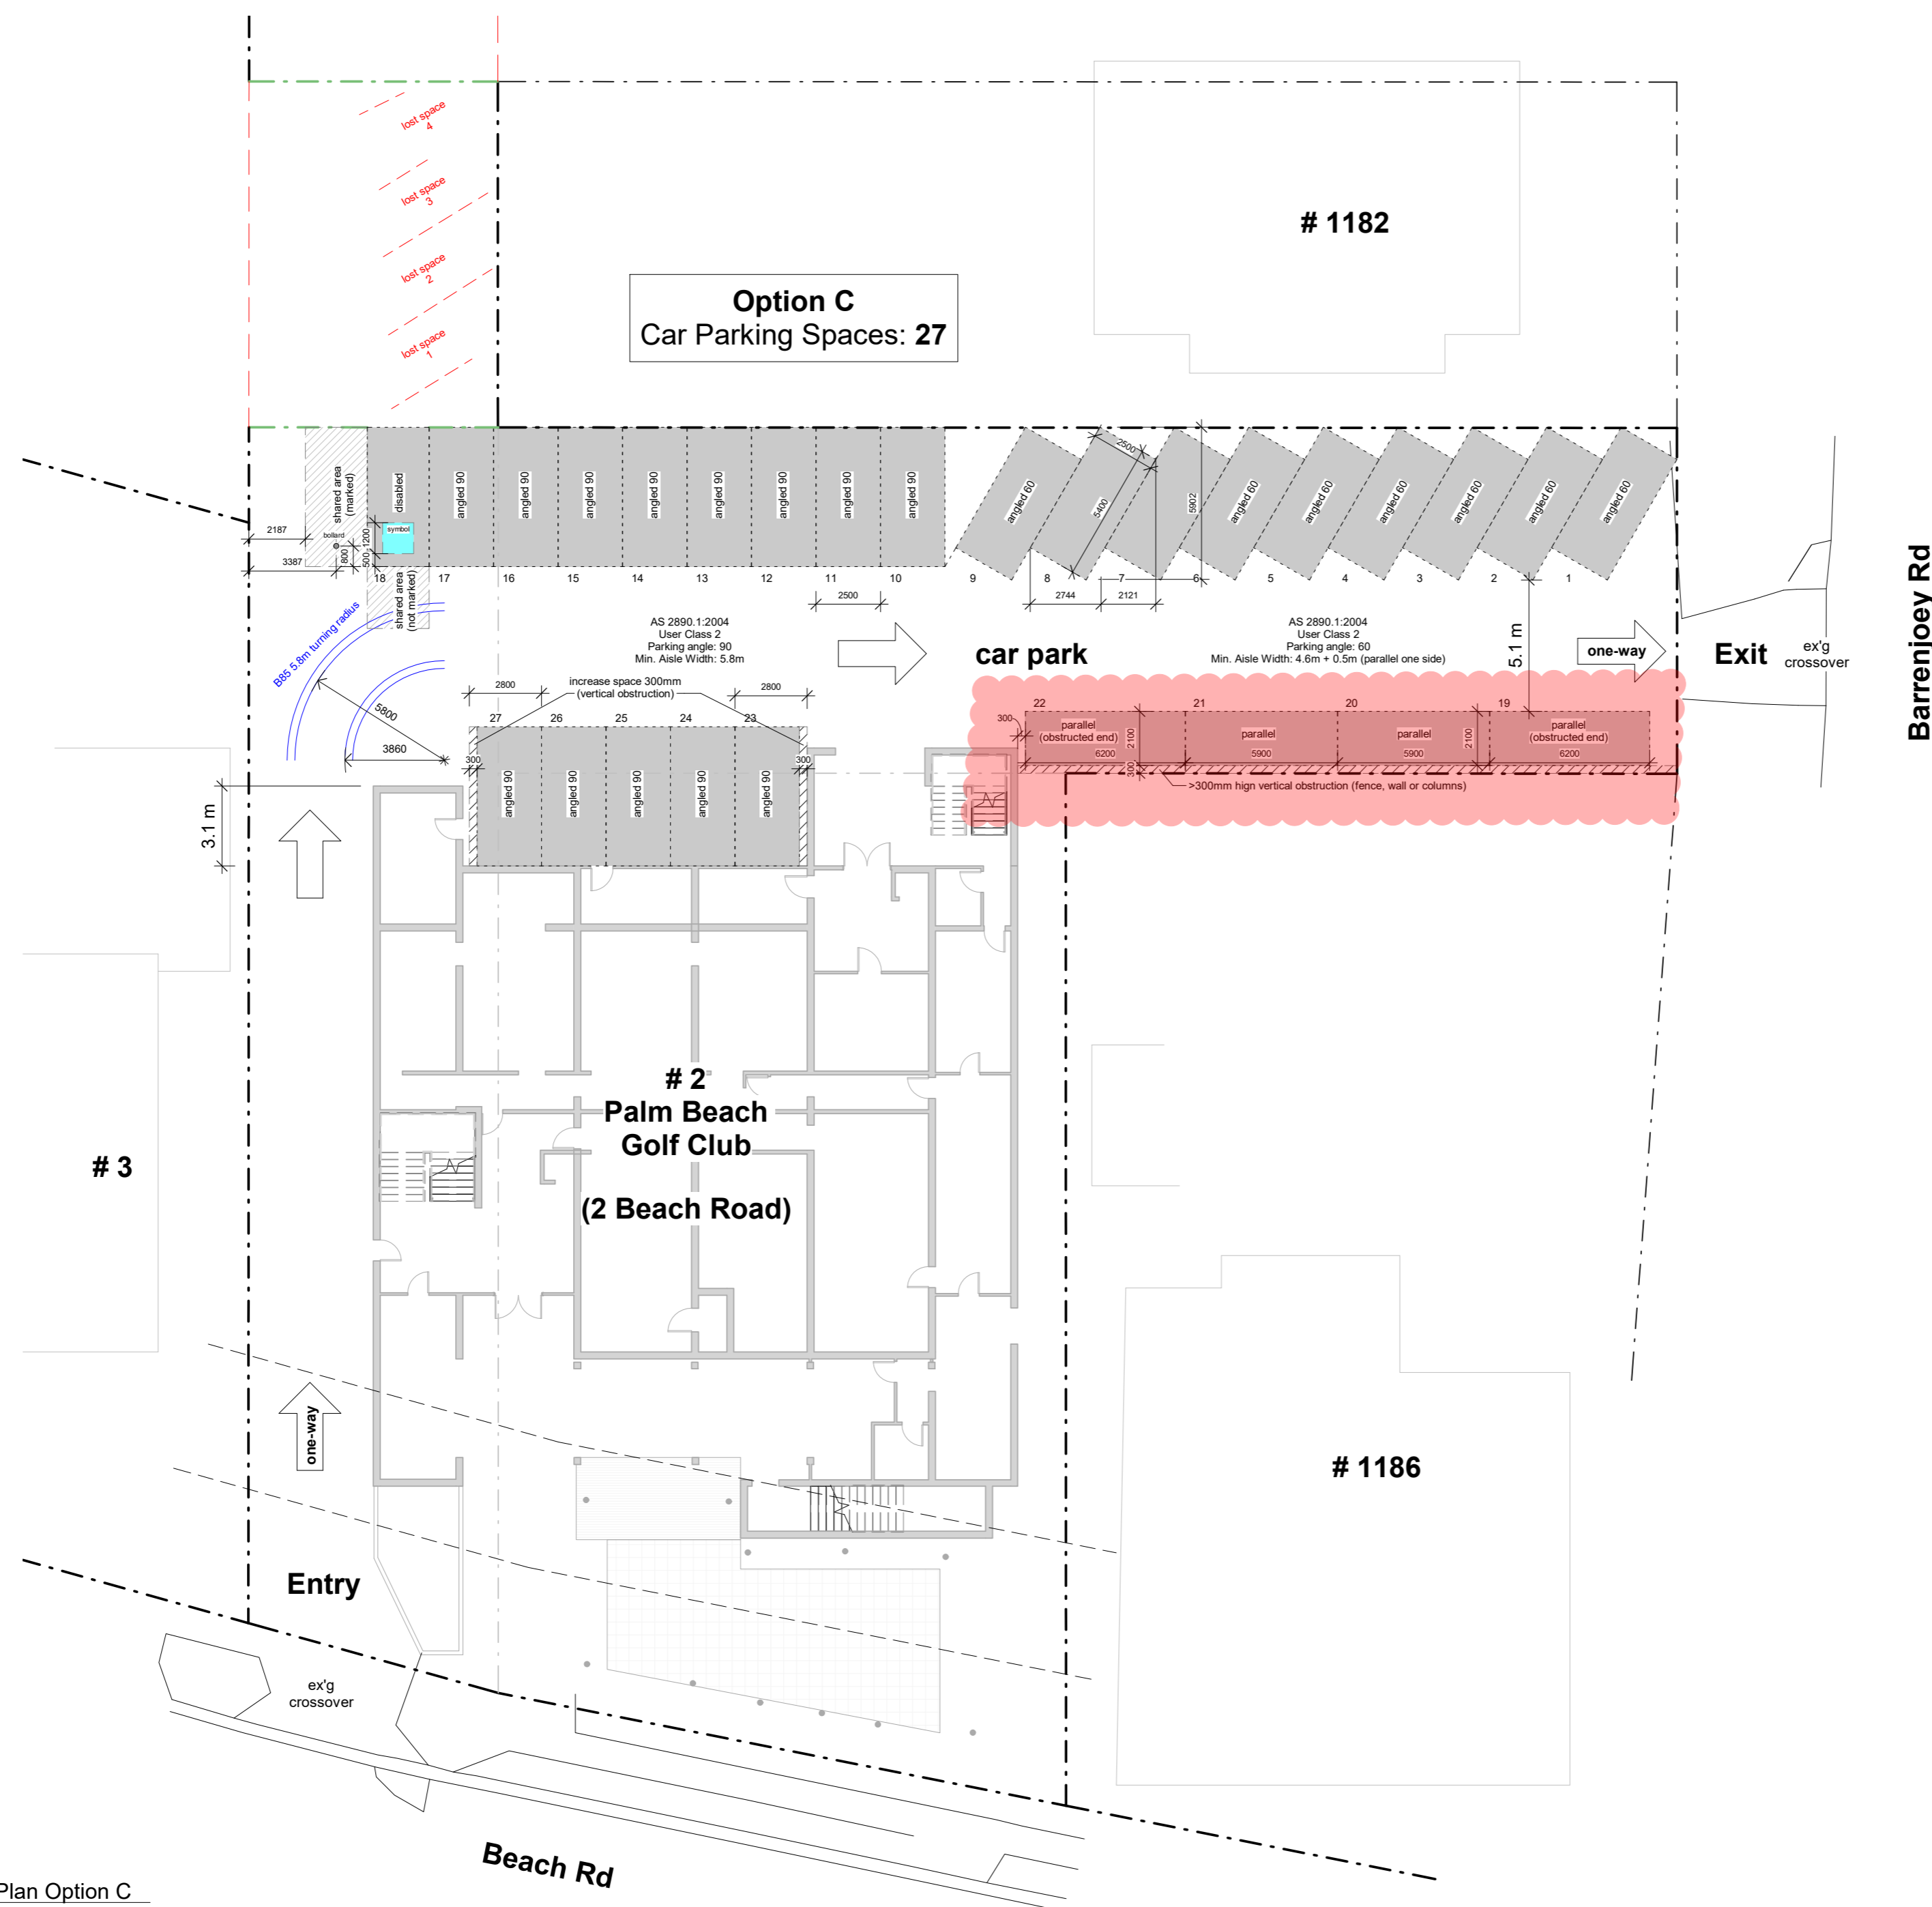 lost space
4
lost space
3
lost space
2
lost space
1
# 1182
Option C
Car Parking Spaces: 27
shared area
(marked)
disabled
angled 90
angled 90
angled 90
angled 90
angled 90
angled 90
angled 90
angled 90
angled 60
angled 60
angled 60
angled 60
angled 60
angled 60
angled 60
2500
5400
5902
symbol
bollard
2187
3387
800
500
1200
18
17
16
15
14
13
12
11
10
9
8
7
6
5
4
3
2
1
shared area
(not marked)
2500
2744
2121
B85 5.8m turning radius
5800
3860
AS 2890.1:2004
User Class 2
Parking angle: 90
Min. Aisle Width: 5.8m
car park
AS 2890.1:2004
User Class 2
Parking angle: 60
Min. Aisle Width: 4.6m + 0.5m (parallel one side)
5.1 m
one-way
Exit
ex'g
crossover
Barrenjoey Rd
2800
increase space 300mm
(vertical obstruction)
2800
27
26
25
24
23
300
300
angled 90
angled 90
angled 90
angled 90
angled 90
22
21
20
19
300
parallel
(obstructed end)
2100
6200
parallel
5900
parallel
5900
2100
parallel
(obstructed end)
6200
300
>300mm hign vertical obstruction (fence, wall or columns)
3.1 m
# 2
Palm Beach
Golf Club
(2 Beach Road)
# 3
# 1186
one-way
Entry
ex'g
crossover
Beach Rd
Plan Option C